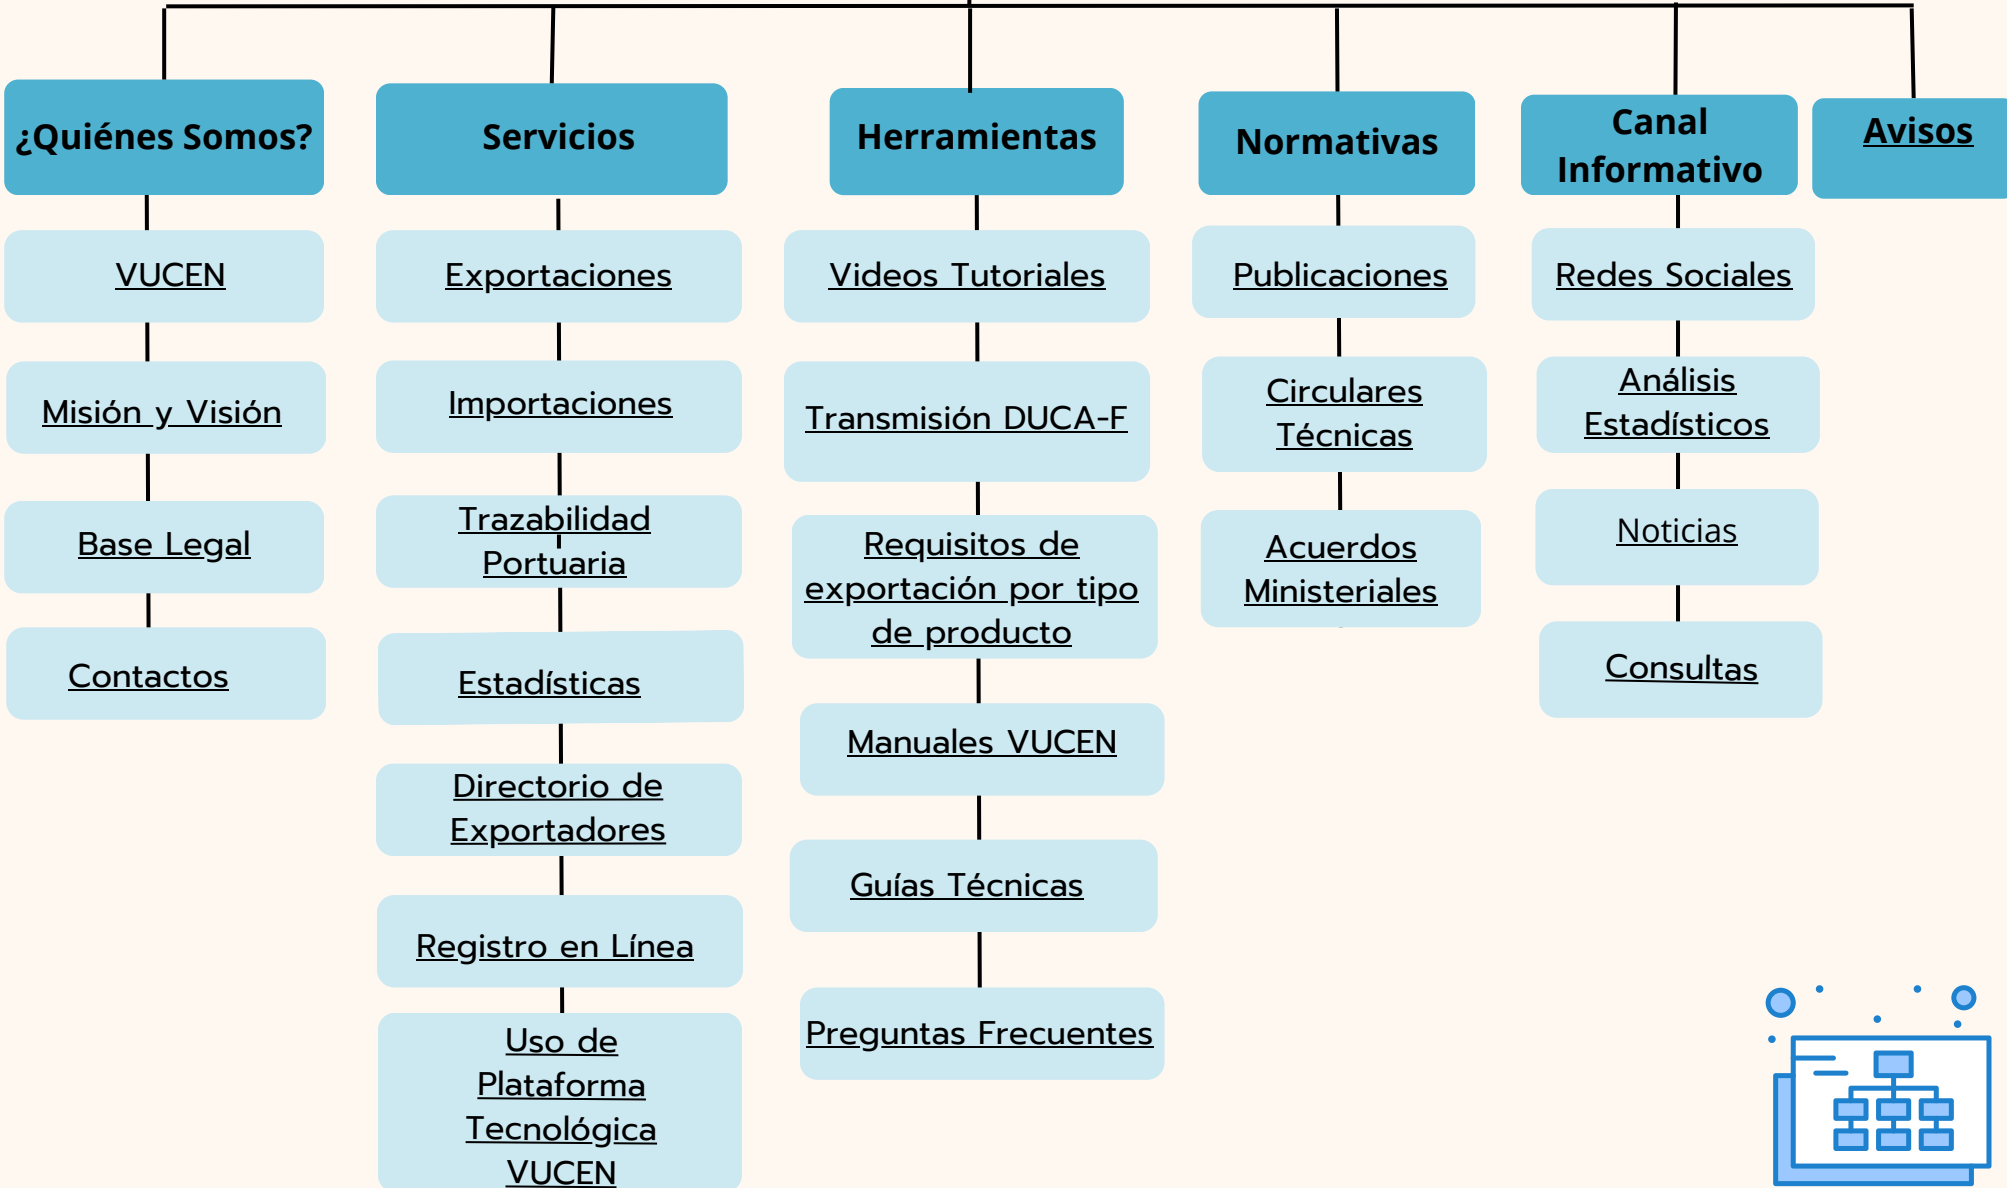 ¿Quiénes Somos?
VUCEN
Misión y Visión
Base Legal
Contactos
Servicios
Exportaciones
Importaciones
Trazabilidad
Portuaria
Estadísticas
Directorio de
Exportadores
Registro en Línea
Uso de
Plataforma
Tecnológica
VUCEN
Herramientas
Videos Tutoriales
Transmisión DUCA-F
Requisitos de
exportación por tipo
de producto
Manuales VUCEN
Guías Técnicas
Preguntas Frecuentes
Normativas
Publicaciones
Circulares
Técnicas
Acuerdos
Ministeriales
Canal
Informativo
Redes Sociales
Análisis
Estadísticos
Noticias
Consultas
Avisos